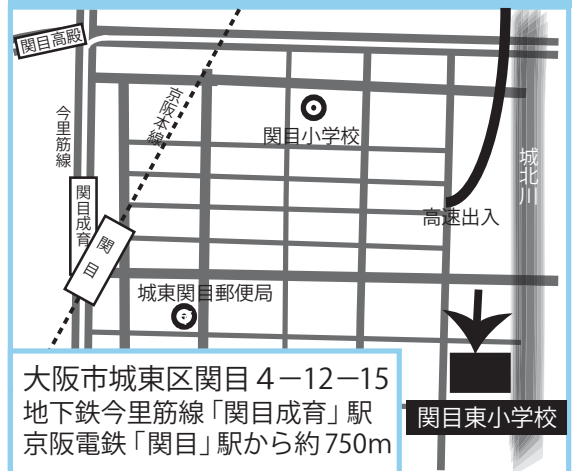 関目高殿
今里筋線
京阪本線
関目小学校
城北川
関目成育
関目
高速出入
城東関目郵便局
大阪市城東区関目4－12－15
地下鉄今里筋線「関目成育」駅
京阪電鉄「関目」駅から約750m
関目東小学校